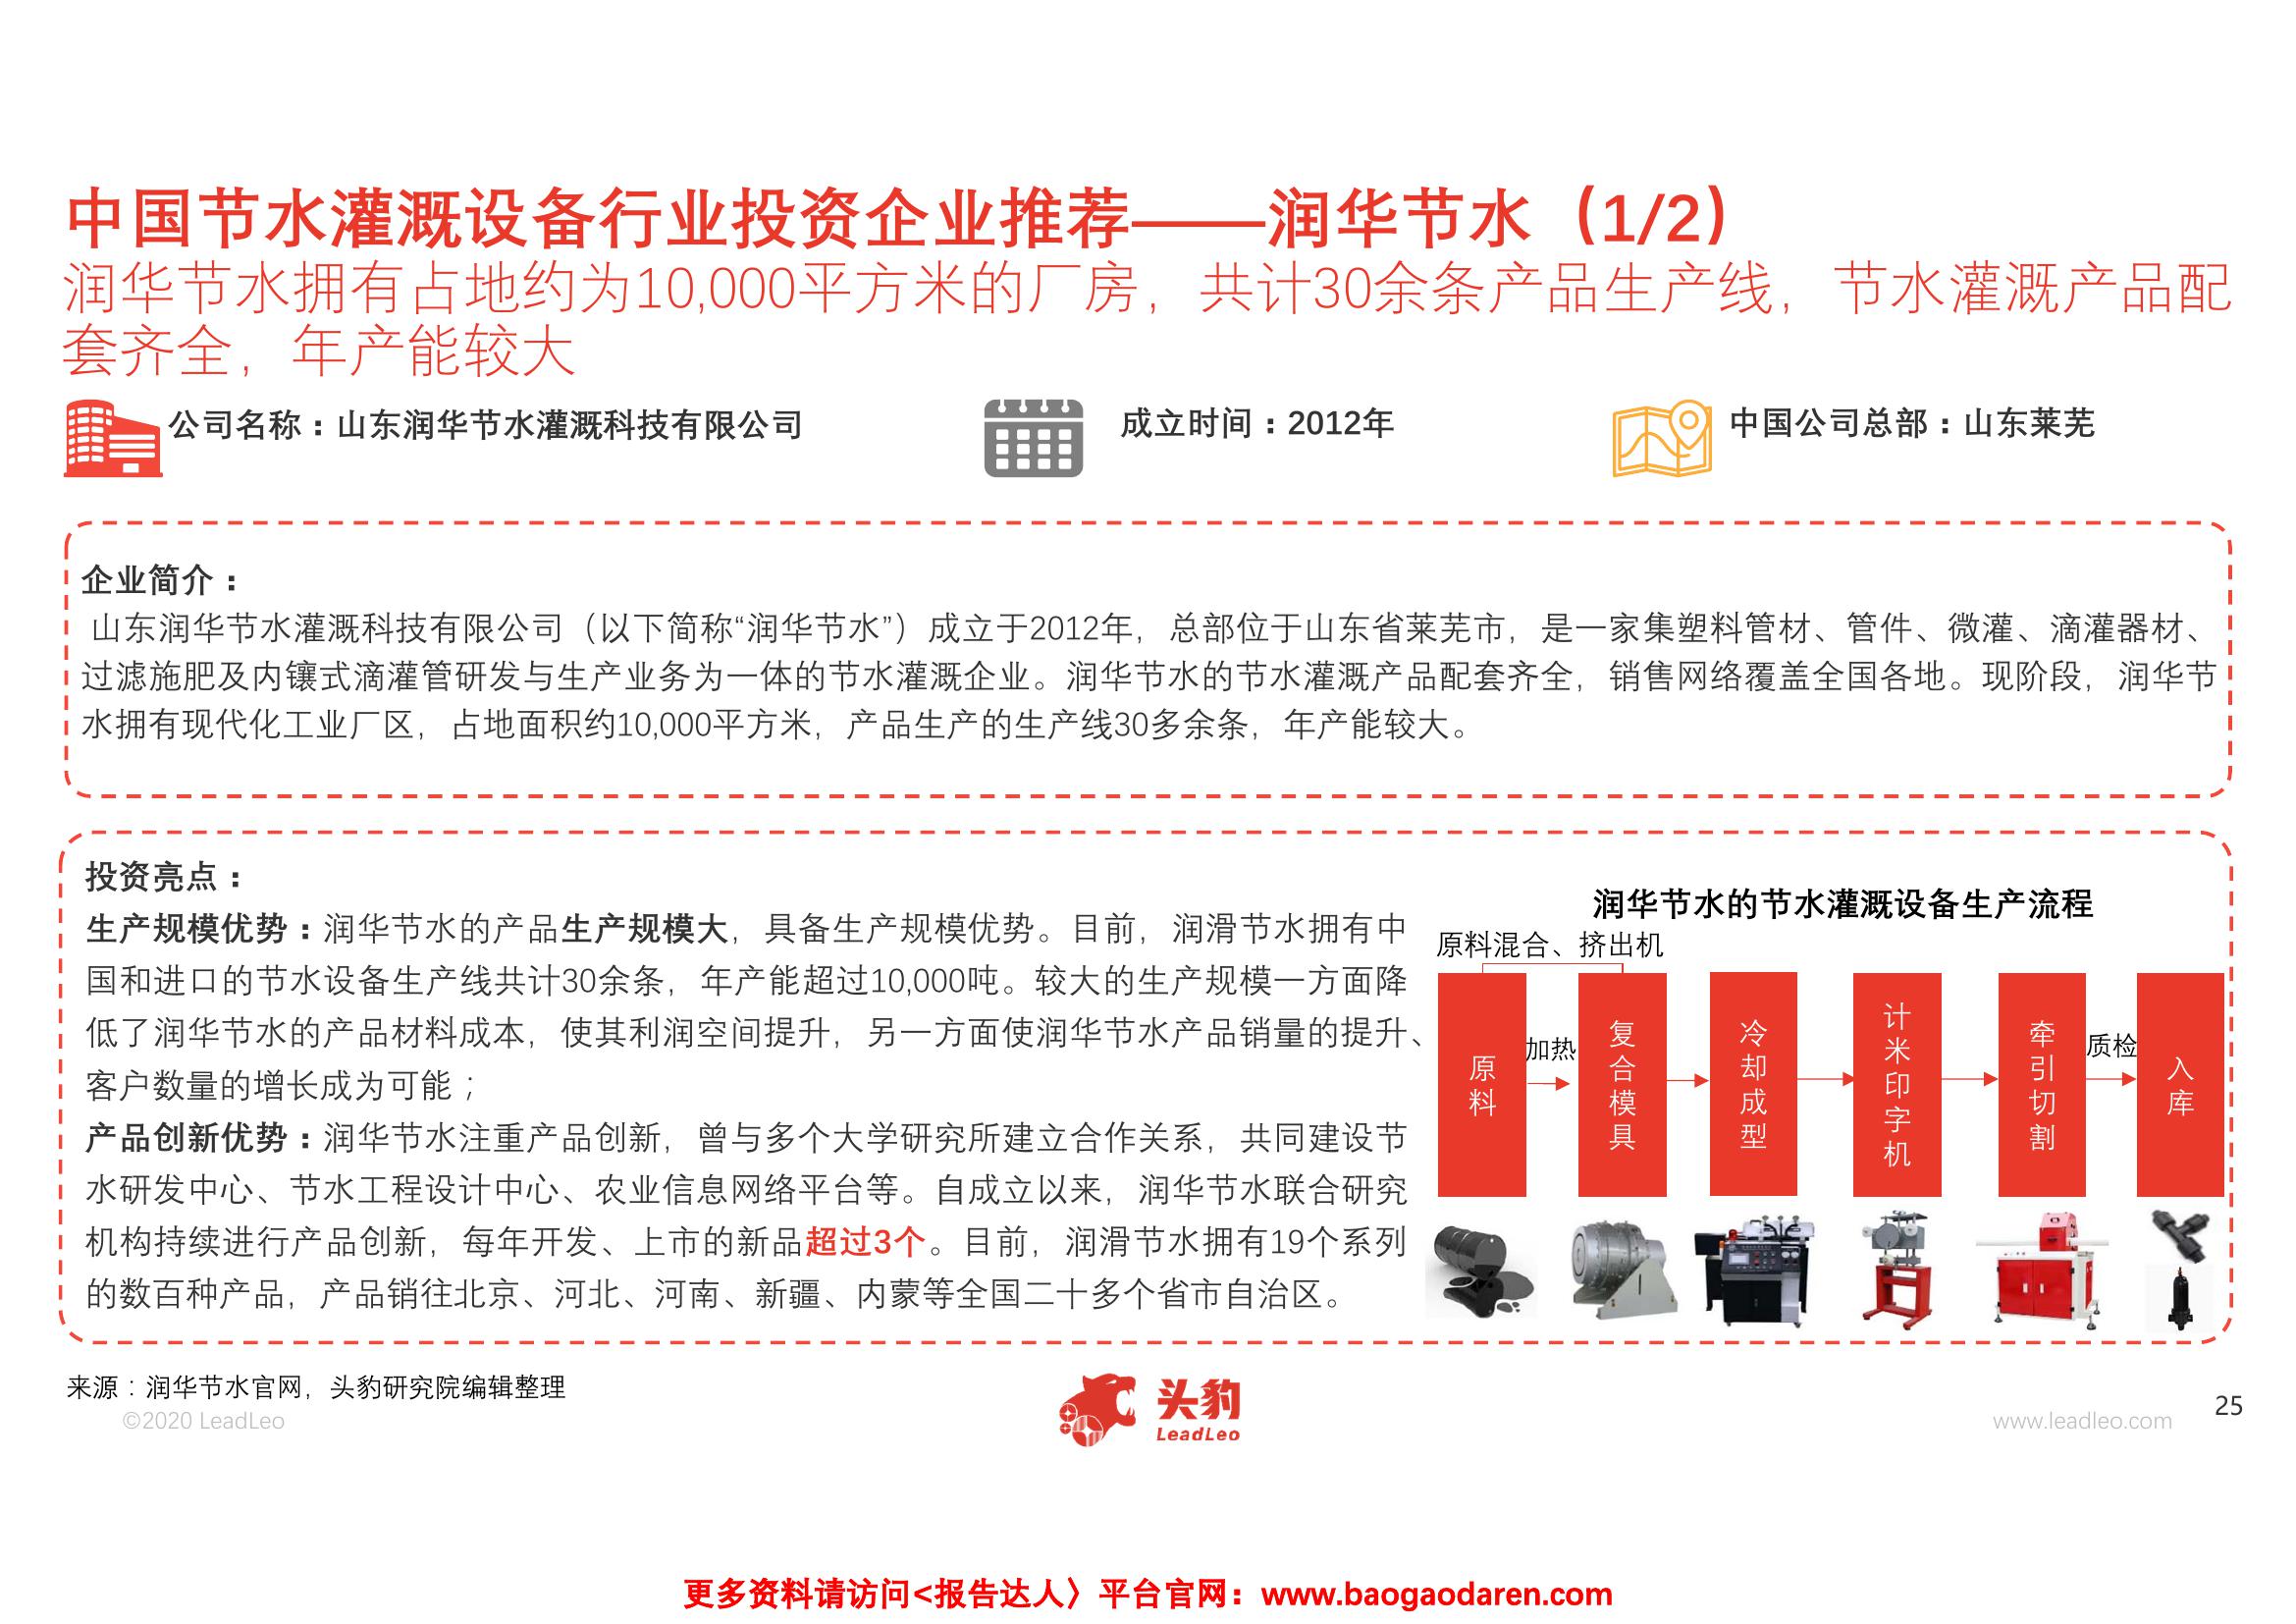 中国节水灌溉设备行业投资企业推荐——润华节水（1/2）
润华节水拥有占地约为10,000平方米的厂房，共计30余条产品生产线，节水灌溉产品配
套齐全，年产能较大
公司名称：山东润华节水灌溉科技有限公司
成立时间：2012年
中国公司总部：山东莱芜
企业简介：
山东润华节水灌溉科技有限公司（以下简称“润华节水”）成立于2012年，总部位于山东省莱芜市，是一家集塑料管材、管件、微灌、滴灌器材、
过滤施肥及内镶式滴灌管研发与生产业务为一体的节水灌溉企业。润华节水的节水灌溉产品配套齐全，销售网络覆盖全国各地。现阶段，润华节
水拥有现代化工业厂区，占地面积约10,000平方米，产品生产的生产线30多余条，年产能较大。
投资亮点：
生产规模优势：润华节水的产品生产规模大，具备生产规模优势。目前，润滑节水拥有中
国和进口的节水设备生产线共计30余条，年产能超过10,000吨。较大的生产规模一方面降
低了润华节水的产品材料成本，使其利润空间提升，另一方面使润华节水产品销量的提升、
客户数量的增长成为可能；
产品创新优势：润华节水注重产品创新，曾与多个大学研究所建立合作关系，共同建设节
水研发中心、节水工程设计中心、农业信息网络平台等。自成立以来，润华节水联合研究
机构持续进行产品创新，每年开发、上市的新品超过3个。目前，润滑节水拥有19个系列
的数百种产品，产品销往北京、河北、河南、新疆、内蒙等全国二十多个省市自治区。
润华节水的节水灌溉设备生产流程
原料混合、挤出机
原料
加热
复合模具
冷却成型
计米印字机
牵引切割
质检
入库
来源：润华节水官网，头豹研究院编辑整理
©2020 LeadLeo
头豹
LeadLeo
www.leadleo.com
25
更多资料请访问<报告达人〉平台官网：www.baogaodaren.com